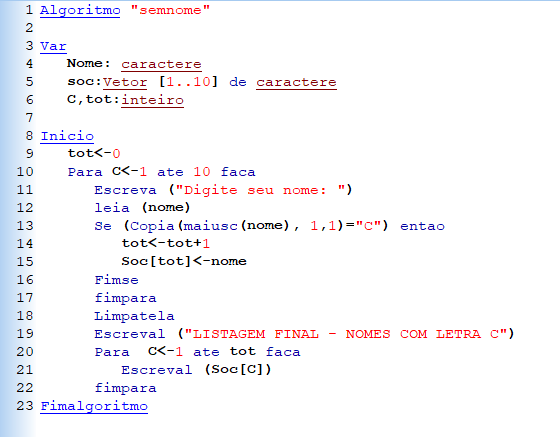 1 Algoritmo "semnome"
2
3 Var
4 Nome: caractere
5 soc:Vetor [1..10] de caractere
6 C,tot:inteiro
7
8 Inicio
9 tot<-0
10 Para C<-1 ate 10 faca
11 Escreva ("Digite seu nome: ")
12 leia (nome)
13 Se (Copia(maiusc(nome), 1,1)="C") entao
14 tot<-tot+1
15 Soc[tot]<-nome
16 Fimse
17 fimpara
18 Limpatela
19 Escreval ("LISTAGEM FINAL - NOMES COM LETRA C")
20 Para C<-1 ate tot faca
21 Escreval (Soc[C])
22 fimpara
23 Fimalgoritmo